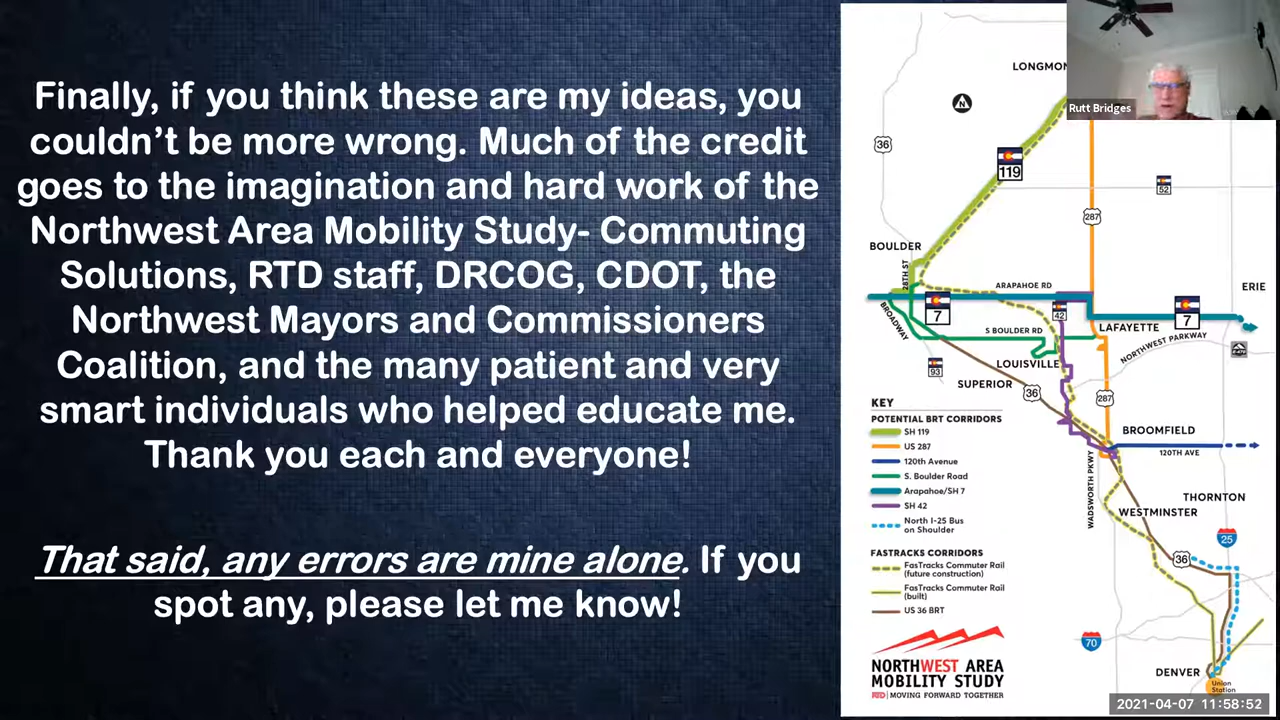 Finally, if you think these are my ideas, you
couldn't be more wrong. Much of the credit
goes to the imagination and hard work of the
Northwest Area Mobility Study- Commuting
Solutions, RTD staff, DRCOG, CDOT, the
Northwest Mayors and Commissioners
Coalition, and the many patient and very
smart individuals who helped educate me.
Thank you each and everyone!
That said, any errors are mine alone. If you
spot any, please let me know!
LONGMON
Rutt Bridges
N
36
119
52
287
BOULDER
28TH ST
ARAPAHOE RD
ERIE
7
42
7
BROADWAY
S BOULDER RD
LAFAYETTE
NORTHWEST PARKWAY
93
LOUISVILLE
E-470
SUPERIOR
36
287
KEY
POTENTIAL BRT CORRIDORS
SH 119
US 287
120th Avenue
S. Boulder Road
Arapahoe/SH 7
SH 42
North I-25 Bus
on Shoulder
BROOMFIELD
120TH AVE
WADSWORTH PKWY
THORNTON
WESTMINSTER
25
36
FASTRACKS CORRIDORS
FasTracks Commuter Rail
(future construction)
FasTracks Commuter Rail
(built)
US 36 BRT
70
NORTHWEST AREA
MOBILITY STUDY
RTD | MOVING FORWARD TOGETHER
DENVER
Union
Station
2021-04-07 11:58:52